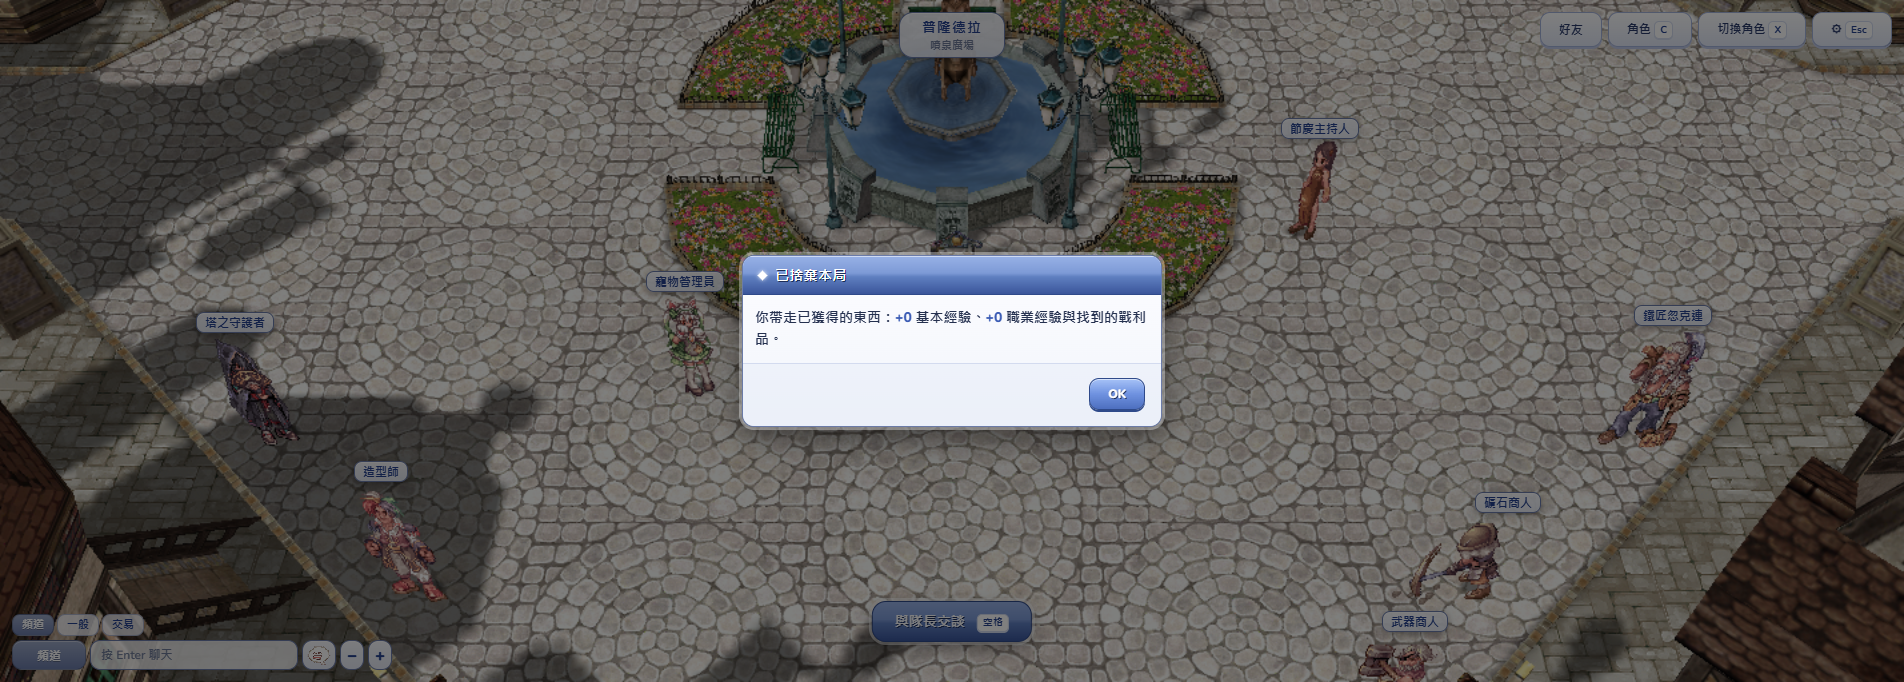 普隆德拉
噴泉廣場
好友
角色 C
切換角色 X
⚙ Esc
節慶主持人
寵物管理員
已捨棄本局
你帶走已獲得的東西：+0 基本經驗、+0 職業經驗與找到的戰利
品。
OK
塔之守護者
鐵匠忽克連
造型師
礦石商人
與隊長交談 空格
武器商人
頻道 一般 交易
頻道 按 Enter 聊天 − +